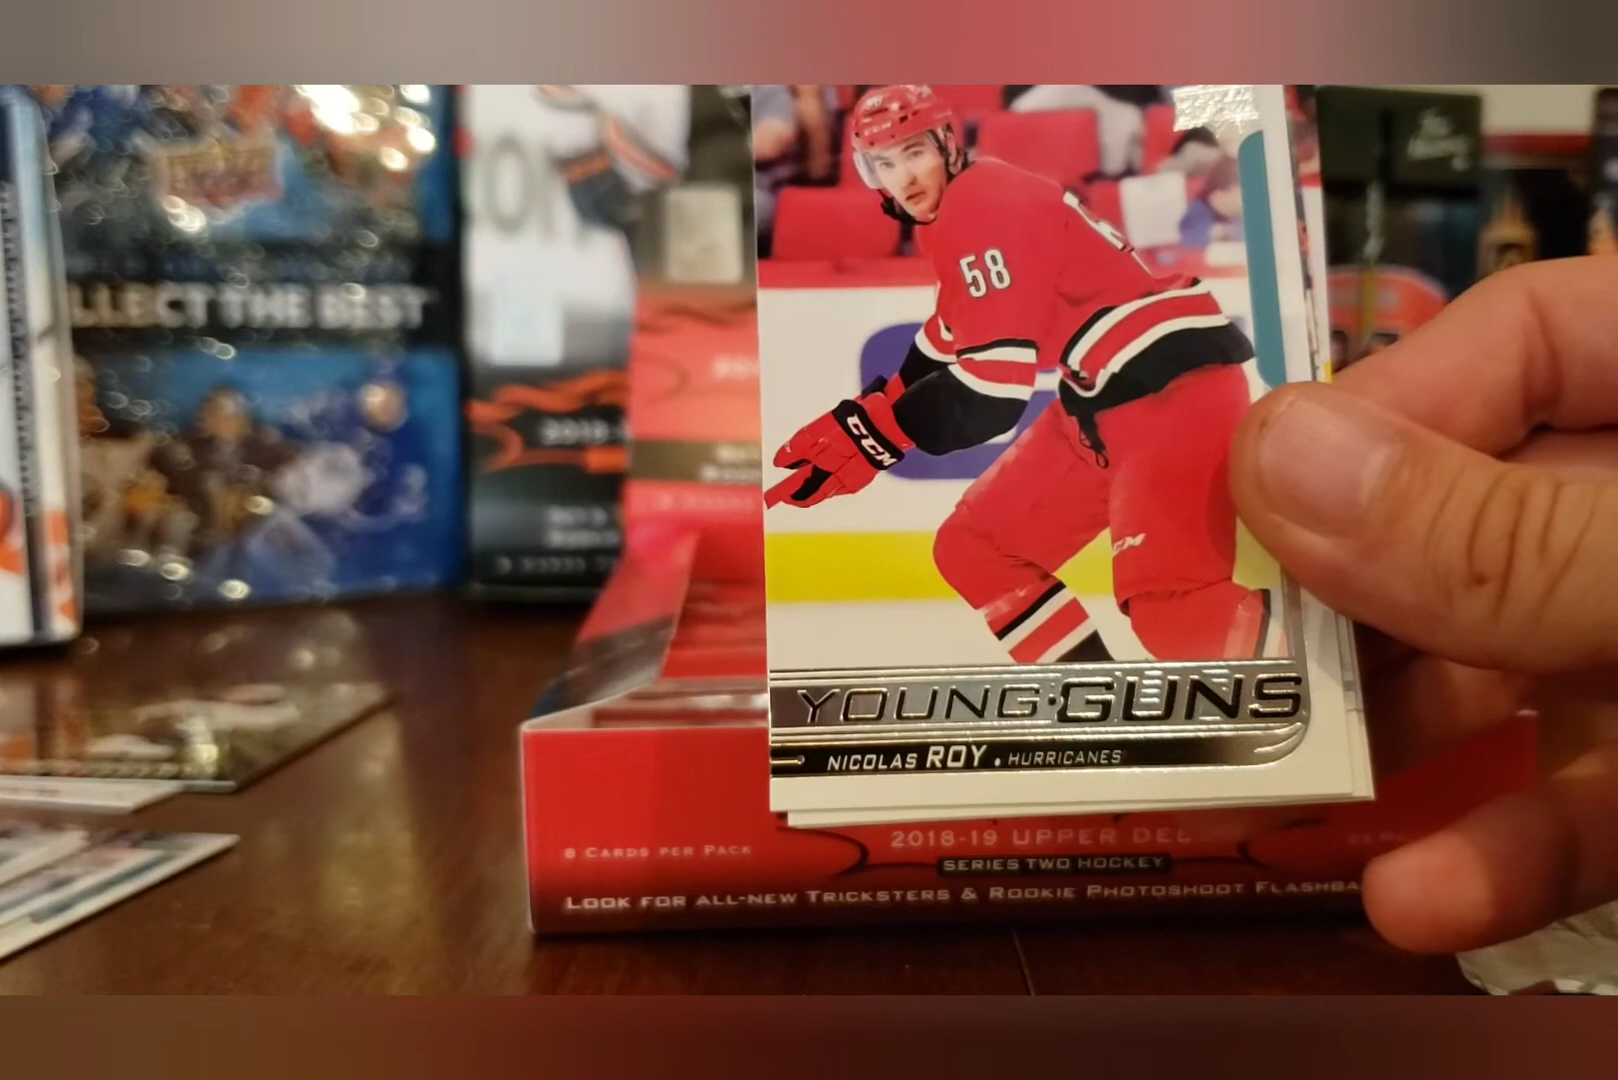 LLECT THE BEST
58
CCM
CM
YOUNG GUNS
NICOLAS ROY . HURRICANES
8 CARDS PER PACK
2018-19 UPPER DEC
SERIES TWO HOCKEY
LOOK FOR ALL-NEW TRICKSTERS & ROOKIE PHOTOSHOOT FLASHBA